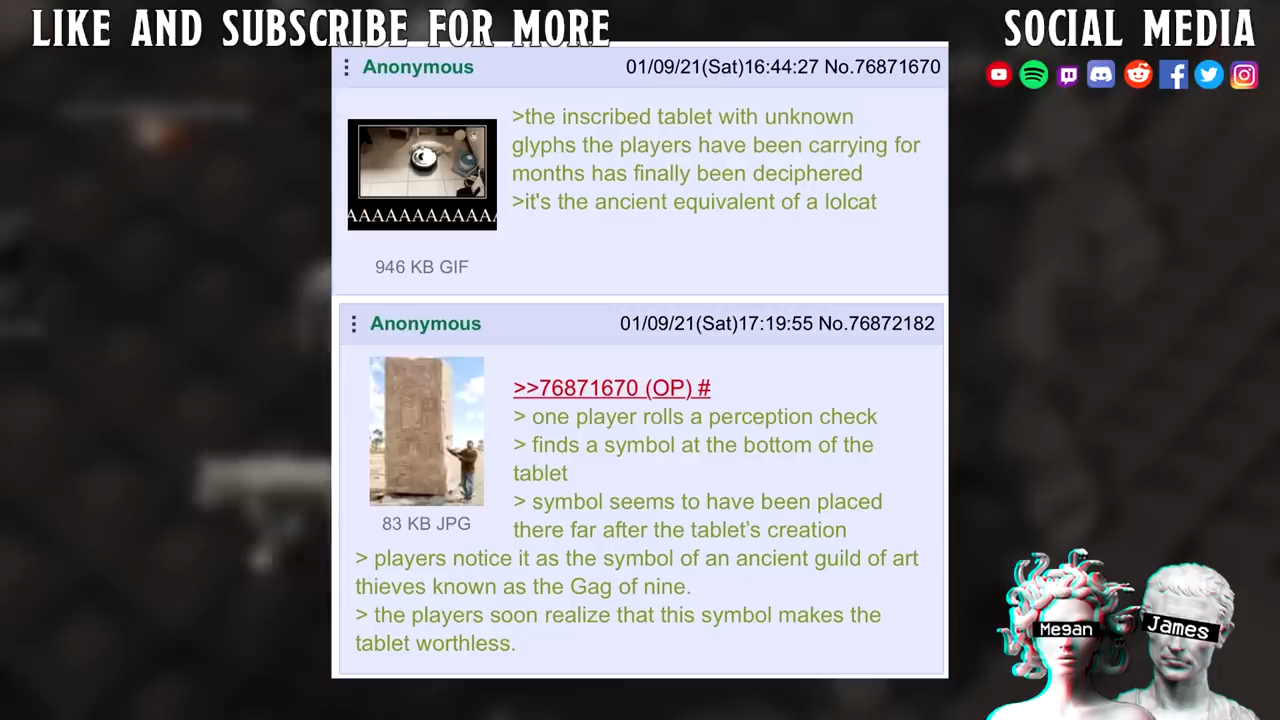 LIKE AND SUBSCRIBE FOR MORE
SOCIAL MEDIA
Anonymous 01/09/21(Sat)16:44:27 No.76871670
>the inscribed tablet with unknown
glyphs the players have been carrying for
months has finally been deciphered
>it's the ancient equivalent of a lolcat
AAAAAAAAAAAA
946 KB GIF
Anonymous 01/09/21(Sat)17:19:55 No.76872182
>>76871670 (OP) #
> one player rolls a perception check
> finds a symbol at the bottom of the
tablet
> symbol seems to have been placed
there far after the tablet's creation
83 KB JPG
> players notice it as the symbol of an ancient guild of art
thieves known as the Gag of nine.
> the players soon realize that this symbol makes the
tablet worthless.
Megan
James